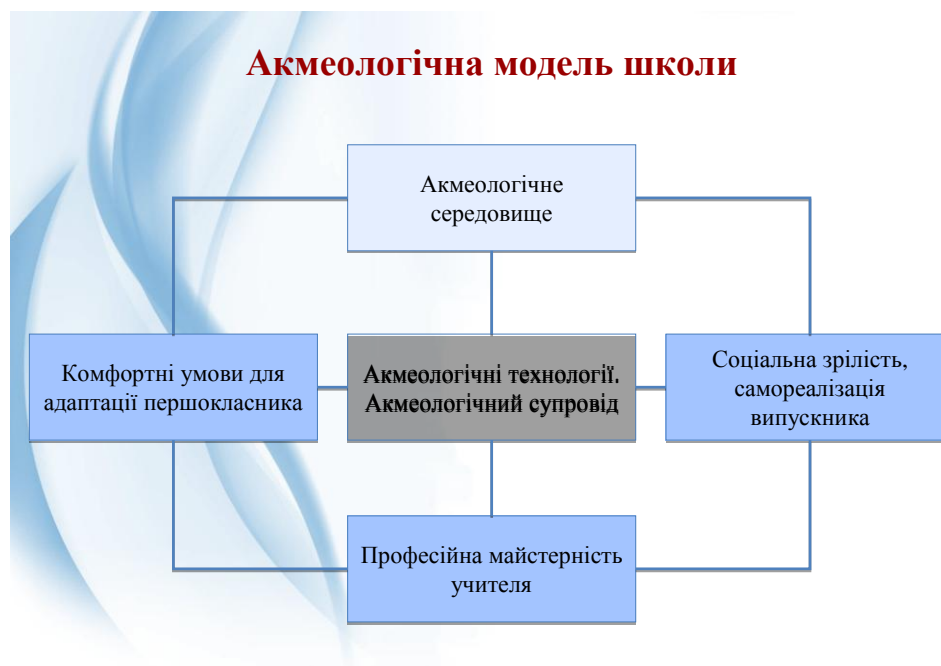 Акмеологічна модель школи
Акмеологічне
середовище
Комфортні умови для
адаптації першокласника
Акмеологічні технології.
Акмеологічний супровід
Соціальна зрілість,
самореалізація
випускника
Професійна майстерність
учителя